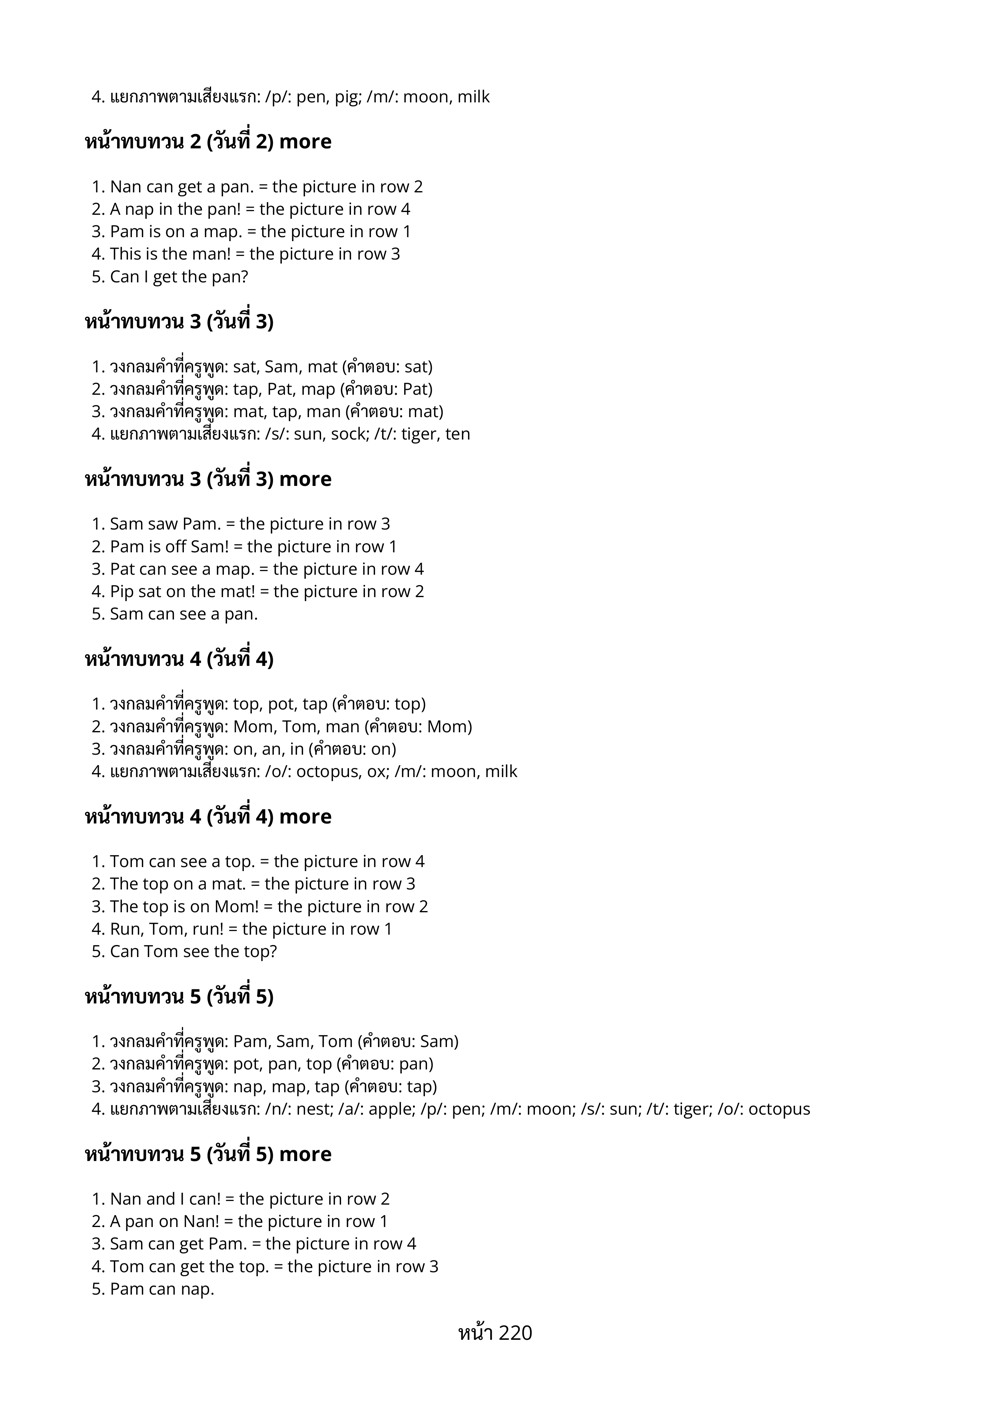 4. แยกภาพตามเสียงแรก: /p/: pen, pig; /m/: moon, milk
หน้าทบทวน 2 (วันที่ 2) more
1. Nan can get a pan. = the picture in row 2
2. A nap in the pan! = the picture in row 4
3. Pam is on a map. = the picture in row 1
4. This is the man! = the picture in row 3
5. Can I get the pan?
หน้าทบทวน 3 (วันที่ 3)
1. วงกลมคำที่ครูพูด: sat, Sam, mat (คำตอบ: sat)
2. วงกลมคำที่ครูพูด: tap, Pat, map (คำตอบ: Pat)
3. วงกลมคำที่ครูพูด: mat, tap, man (คำตอบ: mat)
4. แยกภาพตามเสียงแรก: /s/: sun, sock; /t/: tiger, ten
หน้าทบทวน 3 (วันที่ 3) more
1. Sam saw Pam. = the picture in row 3
2. Pam is off Sam! = the picture in row 1
3. Pat can see a map. = the picture in row 4
4. Pip sat on the mat! = the picture in row 2
5. Sam can see a pan.
หน้าทบทวน 4 (วันที่ 4)
1. วงกลมคำที่ครูพูด: top, pot, tap (คำตอบ: top)
2. วงกลมคำที่ครูพูด: Mom, Tom, man (คำตอบ: Mom)
3. วงกลมคำที่ครูพูด: on, an, in (คำตอบ: on)
4. แยกภาพตามเสียงแรก: /o/: octopus, ox; /m/: moon, milk
หน้าทบทวน 4 (วันที่ 4) more
1. Tom can see a top. = the picture in row 4
2. The top on a mat. = the picture in row 3
3. The top is on Mom! = the picture in row 2
4. Run, Tom, run! = the picture in row 1
5. Can Tom see the top?
หน้าทบทวน 5 (วันที่ 5)
1. วงกลมคำที่ครูพูด: Pam, Sam, Tom (คำตอบ: Sam)
2. วงกลมคำที่ครูพูด: pot, pan, top (คำตอบ: pan)
3. วงกลมคำที่ครูพูด: nap, map, tap (คำตอบ: tap)
4. แยกภาพตามเสียงแรก: /n/: nest; /a/: apple; /p/: pen; /m/: moon; /s/: sun; /t/: tiger; /o/: octopus
หน้าทบทวน 5 (วันที่ 5) more
1. Nan and I can! = the picture in row 2
2. A pan on Nan! = the picture in row 1
3. Sam can get Pam. = the picture in row 4
4. Tom can get the top. = the picture in row 3
5. Pam can nap.
หน้า 220